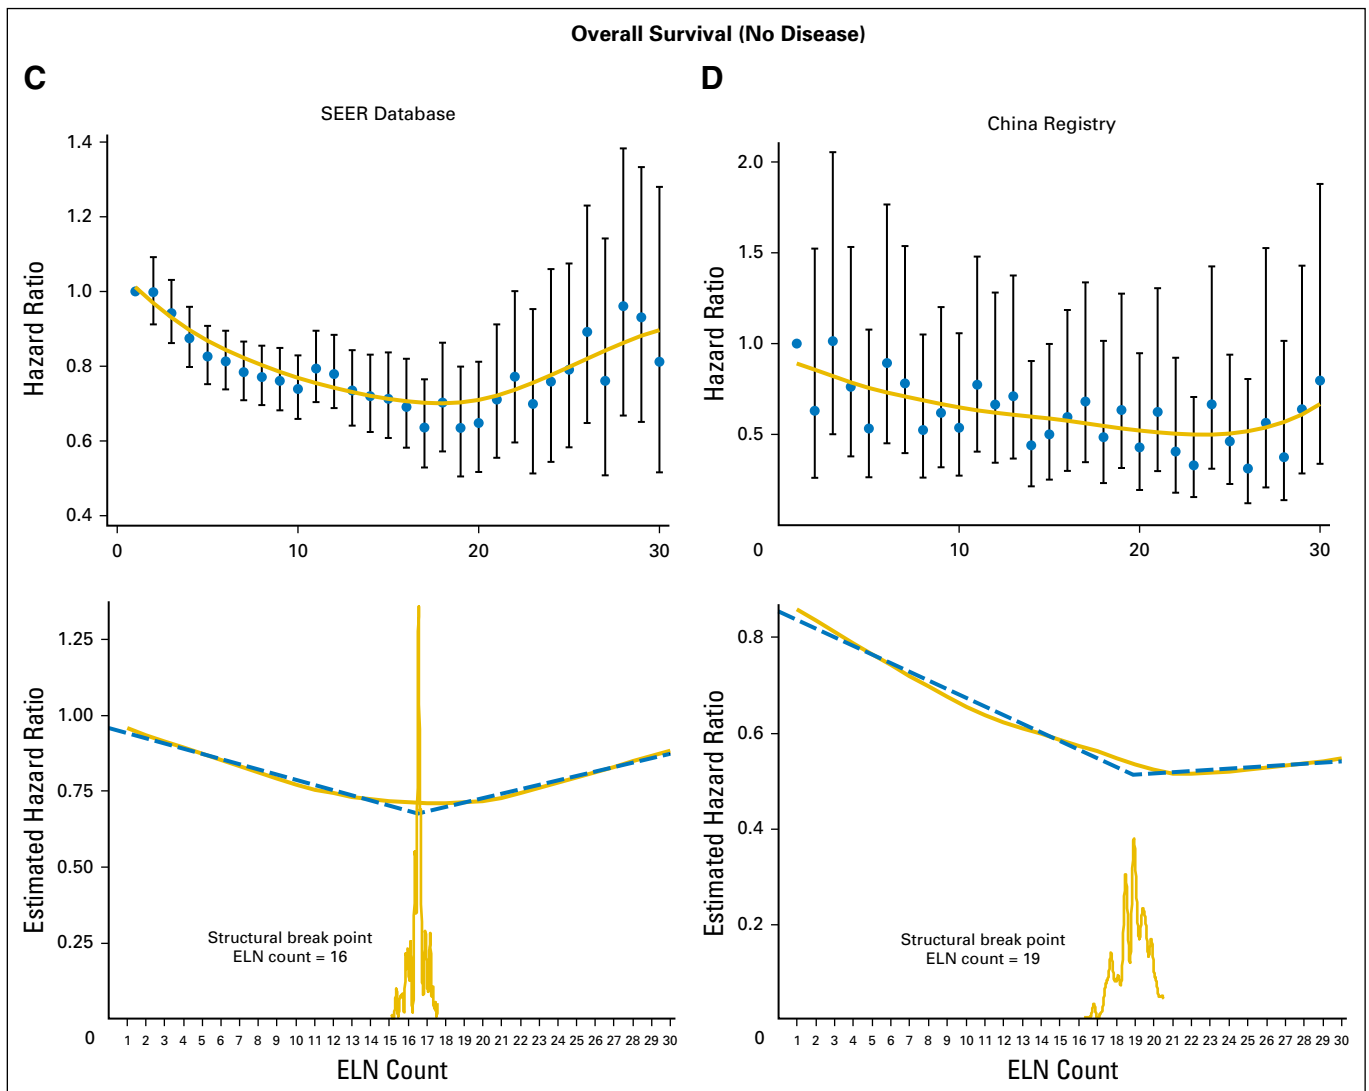 Overall Survival (No Disease)
C
SEER Database
Hazard Ratio
1.4
1.2
1.0
0.8
0.6
0.4
0 10 20 30
D
China Registry
Hazard Ratio
2.0
1.5
1.0
0.5
0 10 20 30
Estimated Hazard Ratio
1.25
1.00
0.75
0.50
0.25
Structural break point
ELN count = 16
0 1 2 3 4 5 6 7 8 9 10 11 12 13 14 15 16 17 18 19 20 21 22 23 24 25 26 27 28 29 30
ELN Count
Estimated Hazard Ratio
0.8
0.6
0.4
0.2
Structural break point
ELN count = 19
0 1 2 3 4 5 6 7 8 9 10 11 12 13 14 15 16 17 18 19 20 21 22 23 24 25 26 27 28 29 30
ELN Count